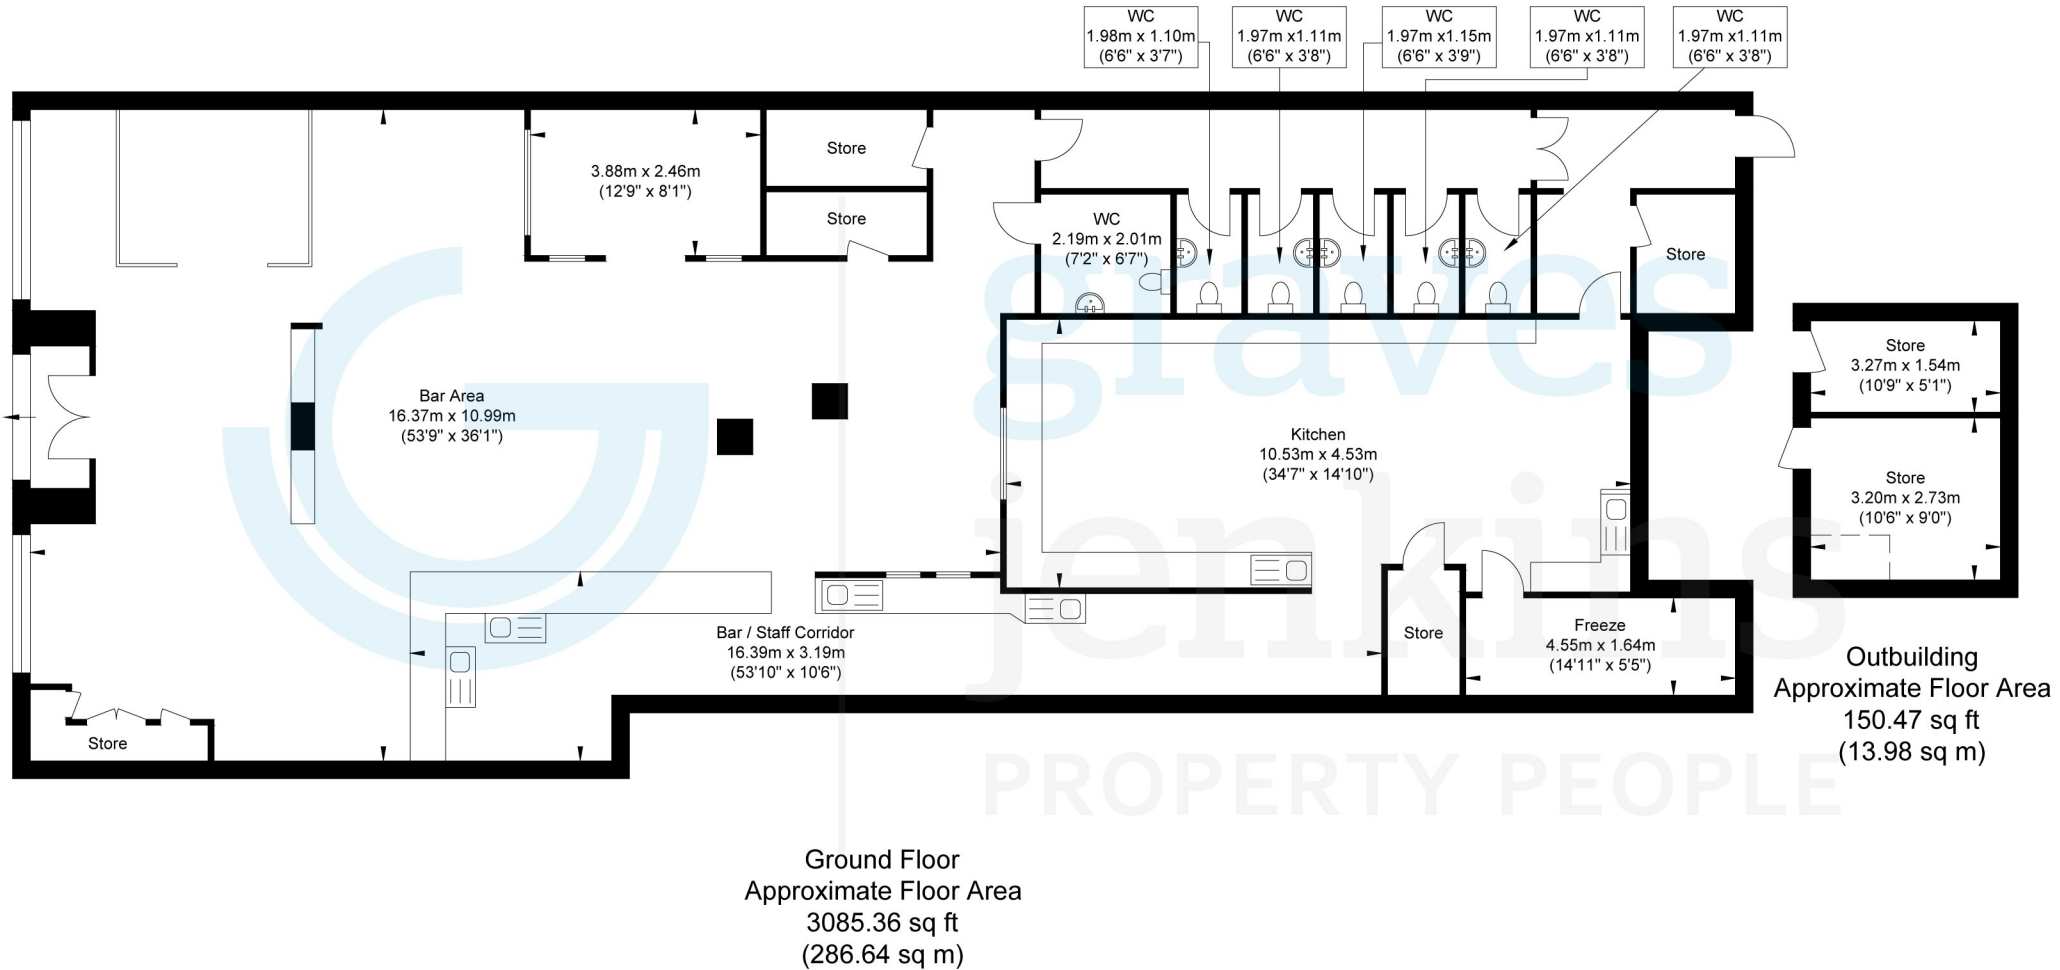 WC
1.98m x 1.10m
(6'6" x 3'7")
WC
1.97m x1.11m
(6'6" x 3'8")
WC
1.97m x1.15m
(6'6" x 3'9")
WC
1.97m x1.11m
(6'6" x 3'8")
WC
1.97m x1.11m
(6'6" x 3'8")
3.88m x 2.46m
(12'9" x 8'1")
Store
Store
WC
2.19m x 2.01m
(7'2" x 6'7")
Store
Bar Area
16.37m x 10.99m
(53'9" x 36'1")
Kitchen
10.53m x 4.53m
(34'7" x 14'10")
Store
3.27m x 1.54m
(10'9" x 5'1")
Store
3.20m x 2.73m
(10'6" x 9'0")
Bar / Staff Corridor
16.39m x 3.19m
(53'10" x 10'6")
Store
Freeze
4.55m x 1.64m
(14'11" x 5'5")
Store
Outbuilding
Approximate Floor Area
150.47 sq ft
(13.98 sq m)
graves
jenkins
PROPERTY PEOPLE
Ground Floor
Approximate Floor Area
3085.36 sq ft
(286.64 sq m)